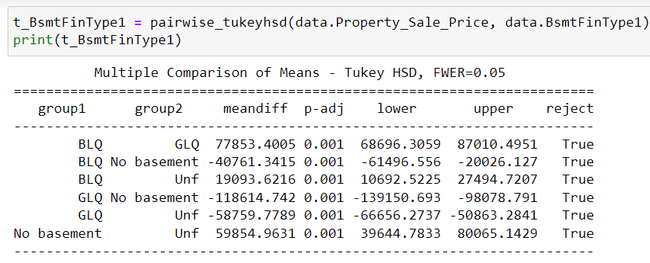 t_BsmtFinType1 = pairwise_tukeyhsd(data.Property_Sale_Price, data.BsmtFinType1)
print(t_BsmtFinType1)
Multiple Comparison of Means - Tukey HSD, FWER=0.05
=====================================================================
group1 group2 meandiff p-adj lower upper reject
---------------------------------------------------------------------
BLQ GLQ 77853.4005 0.001 68696.3059 87010.4951 True
BLQ No basement -40761.3415 0.001 -61496.556 -20026.127 True
BLQ Unf 19093.6216 0.001 10692.5225 27494.7207 True
GLQ No basement -118614.742 0.001 -139150.693 -98078.791 True
GLQ Unf -58759.7789 0.001 -66656.2737 -50863.2841 True
No basement Unf 59854.9631 0.001 39644.7833 80065.1429 True
---------------------------------------------------------------------